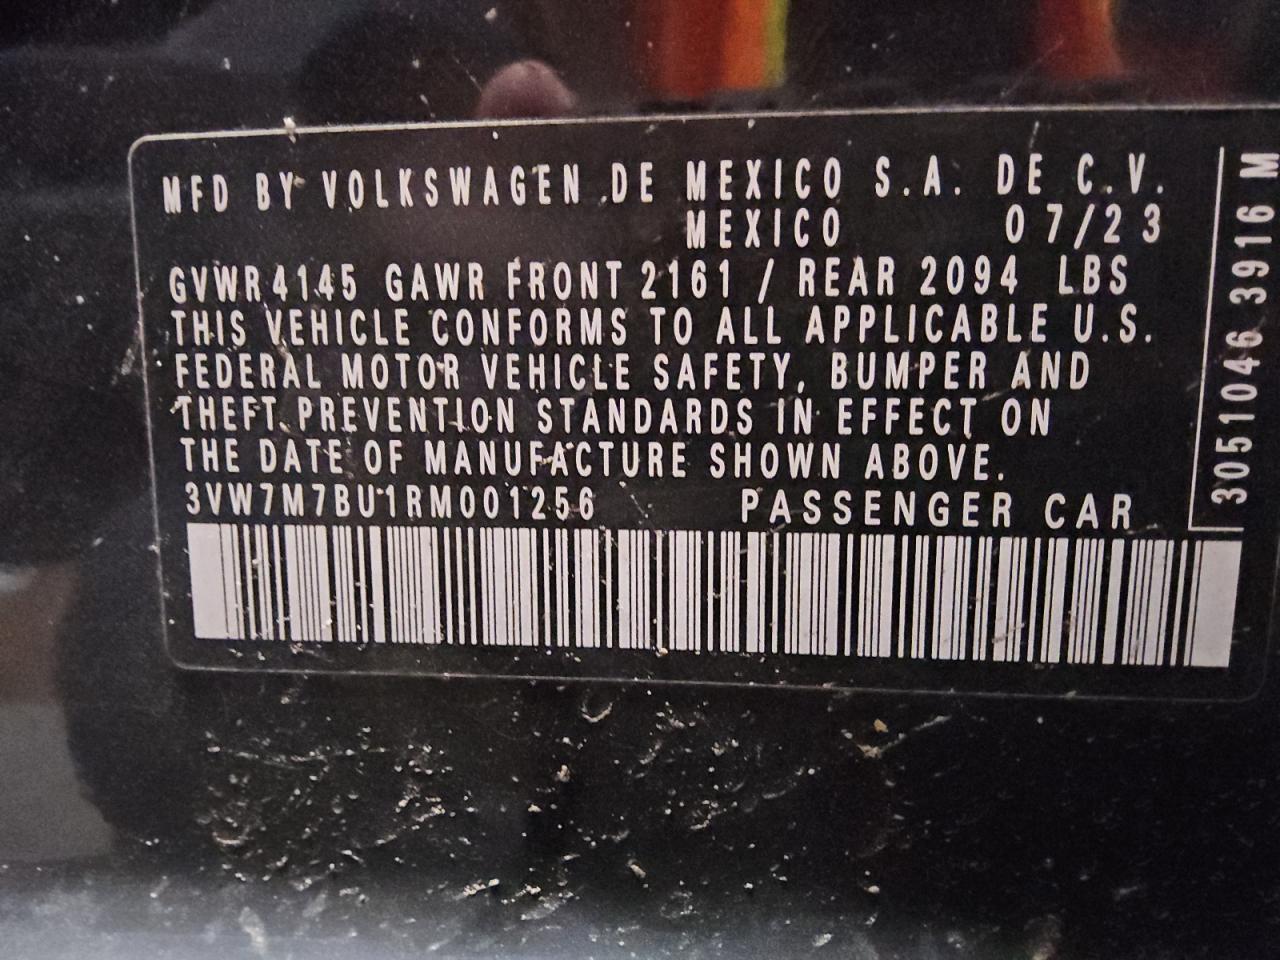 MFD BY VOLKSWAGEN DE MEXICO S.A. DE C.V.
MEXICO 07/23
GVWR 4145 GAWR FRONT 2161 / REAR 2094 LBS
THIS VEHICLE CONFORMS TO ALL APPLICABLE U.S.
FEDERAL MOTOR VEHICLE SAFETY, BUMPER AND
THEFT PREVENTION STANDARDS IN EFFECT ON
THE DATE OF MANUFACTURE SHOWN ABOVE.
3VW7M7BU1RM001256 PASSENGER CAR
3051046 3916 M